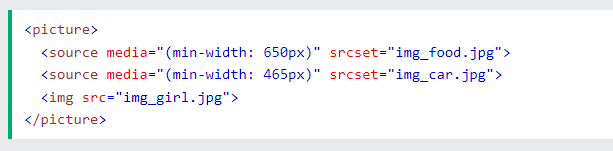 <picture>
<source media="(min-width: 650px)" srcset="img_food.jpg">
<source media="(min-width: 465px)" srcset="img_car.jpg">
<img src="img_girl.jpg">
</picture>